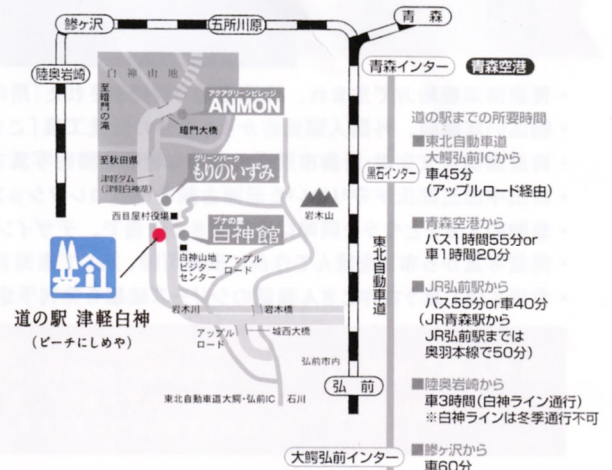 青森
鰺ヶ沢
五所川原
陸奥岩崎
白神山地
アクアグリーンビレッジ
ANMON
青森インター
青森空港
至暗門の滝
暗門大橋
道の駅までの所要時間
■東北自動車道
大鰐弘前ICから
車45分
(アップルロード経由)
至秋田県
グリーンパーク
もりのいずみ
黒石インター
津軽ダム
(津軽白神湖)
岩木山
西目屋村役場
ブナの里
白神館
■青森空港から
バス1時間55分or
車1時間20分
白神山地
ビジター
センター
アップル
ロード
東北自動車道
■JR弘前駅から
バス55分or車40分
(JR青森駅から
JR弘前駅までは
奥羽本線で50分)
道の駅 津軽白神
(ビーチにしめや)
岩木川
岩木橋
アップル
ロード
城西大橋
弘前市内
弘前
■陸奥岩崎から
車3時間(白神ライン通行)
※白神ラインは冬季通行不可
東北自動車道大鰐・弘前IC
石川
大鰐弘前インター
■鰺ヶ沢から
車60分